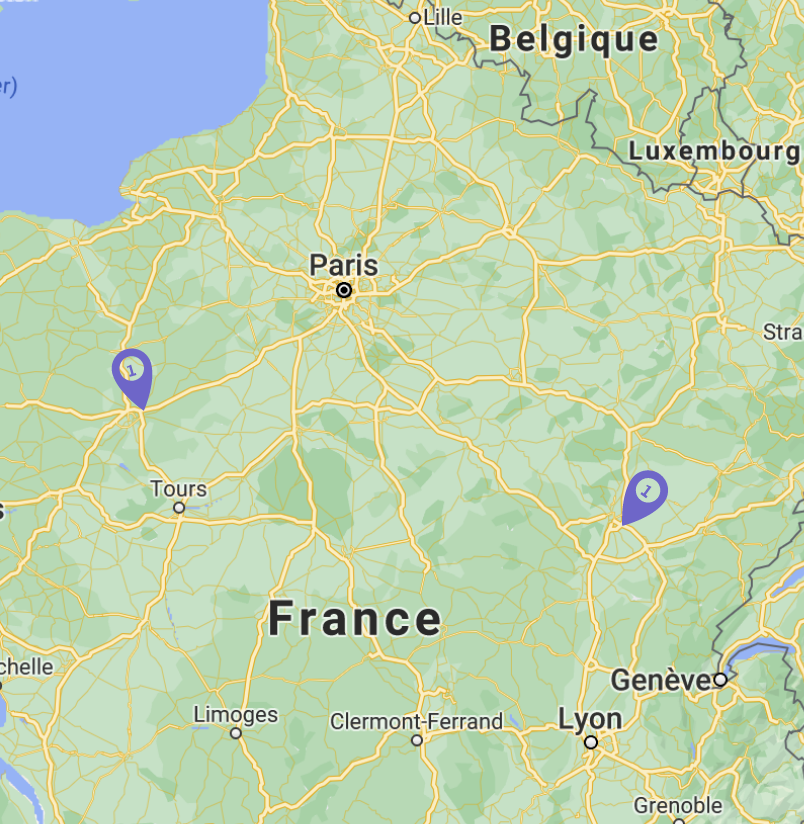 Lille
Belgique
er)
Luxembourg
Paris
Stra
1
1
Tours
s
France
chelle
Genève
Limoges
Clermont-Ferrand
Lyon
Grenoble